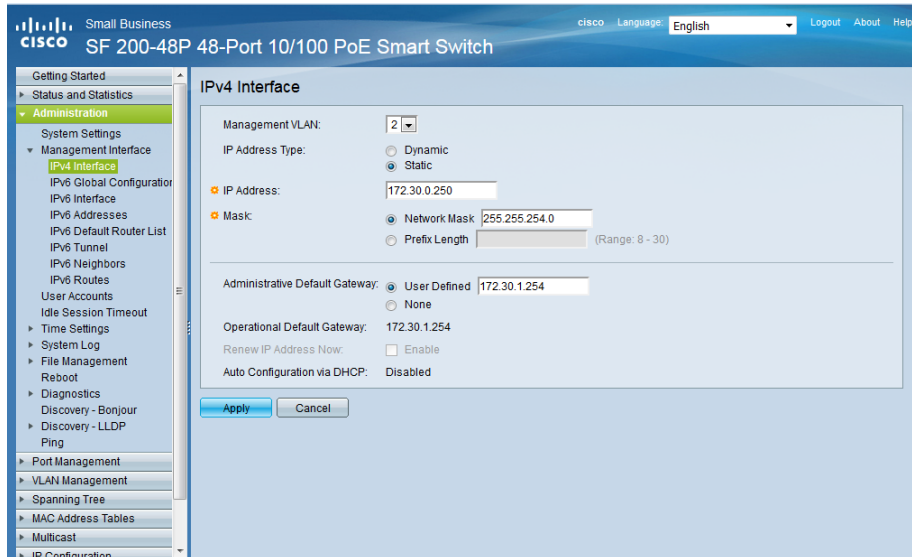 Small Business
cisco Language: English Logout About Help
CISCO SF 200-48P 48-Port 10/100 PoE Smart Switch
Getting Started
Status and Statistics
Administration
System Settings
Management Interface
IPv4 Interface
IPv6 Global Configuration
IPv6 Interface
IPv6 Addresses
IPv6 Default Router List
IPv6 Tunnel
IPv6 Neighbors
IPv6 Routes
User Accounts
Idle Session Timeout
Time Settings
System Log
File Management
Reboot
Diagnostics
Discovery - Bonjour
Discovery - LLDP
Ping
Port Management
VLAN Management
Spanning Tree
MAC Address Tables
Multicast
IP Configuration
IPv4 Interface
Management VLAN: 2
IP Address Type: Dynamic
Static
IP Address: 172.30.0.250
Mask: Network Mask 255.255.254.0
Prefix Length (Range: 8 - 30)
Administrative Default Gateway: User Defined 172.30.1.254
None
Operational Default Gateway: 172.30.1.254
Renew IP Address Now: Enable
Auto Configuration via DHCP: Disabled
Apply Cancel